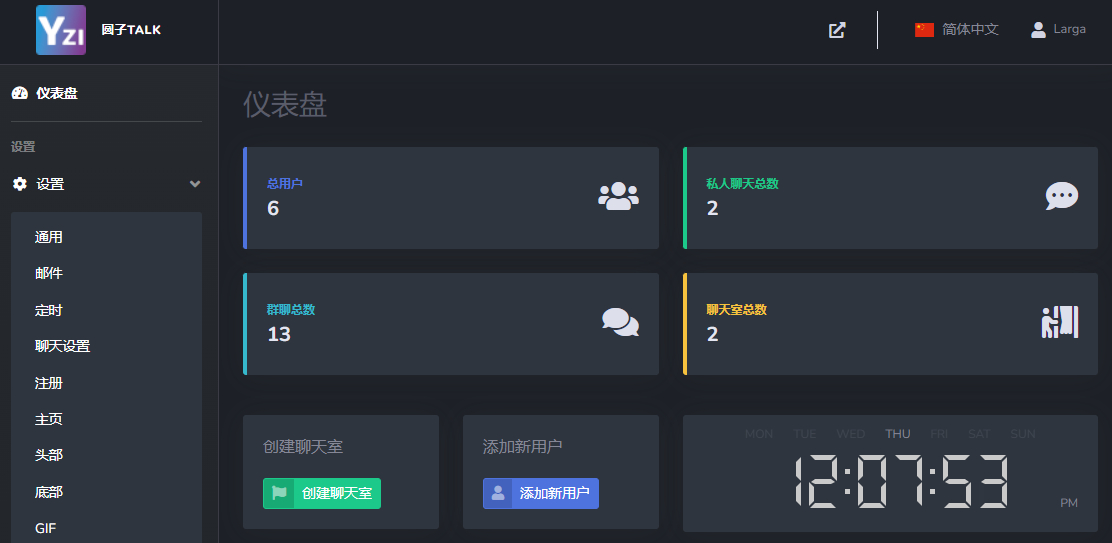 YZI
圆子TALK
简体中文
Larga
仪表盘
设置
设置
通用
邮件
定时
聊天设置
注册
主页
头部
底部
GIF
仪表盘
总用户
6
私人聊天总数
2
群聊总数
13
聊天室总数
2
创建聊天室
创建聊天室
添加新用户
添加新用户
MON TUE WED THU FRI SAT SUN
12:07:53
PM